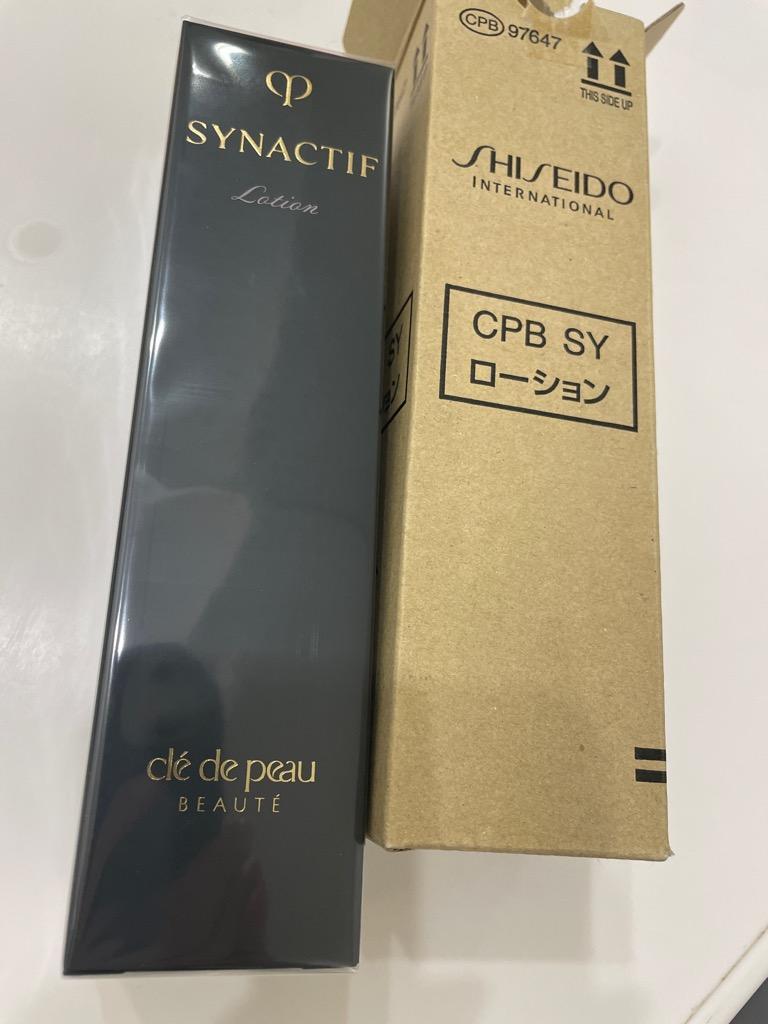 SYNACTIF
Lotion
clé de peau
BEAUTÉ
CPB 97647
THIS SIDE UP
SHISEIDO
INTERNATIONAL
CPB SY
ローション
SY